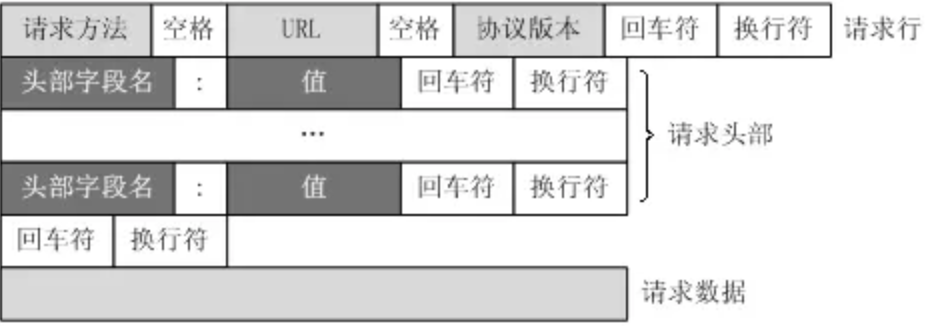 请求方法 空格 URL 空格 协议版本 回车符 换行符 请求行
头部字段名 : 值 回车符 换行符
… 请求头部
头部字段名 : 值 回车符 换行符
回车符 换行符
请求数据